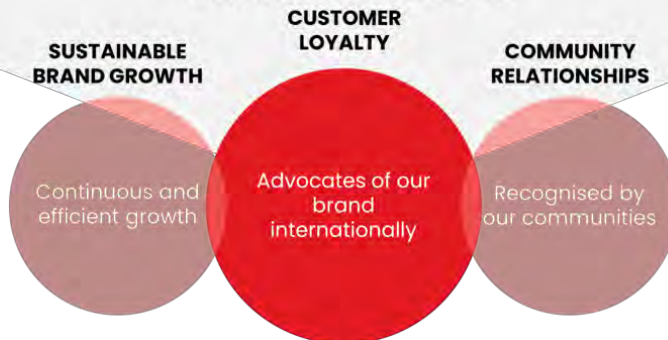 SUSTAINABLE
BRAND GROWTH
Continuous and
efficient growth
CUSTOMER
LOYALTY
Advocates of our
brand
internationally
COMMUNITY
RELATIONSHIPS
Recognised by
our communities